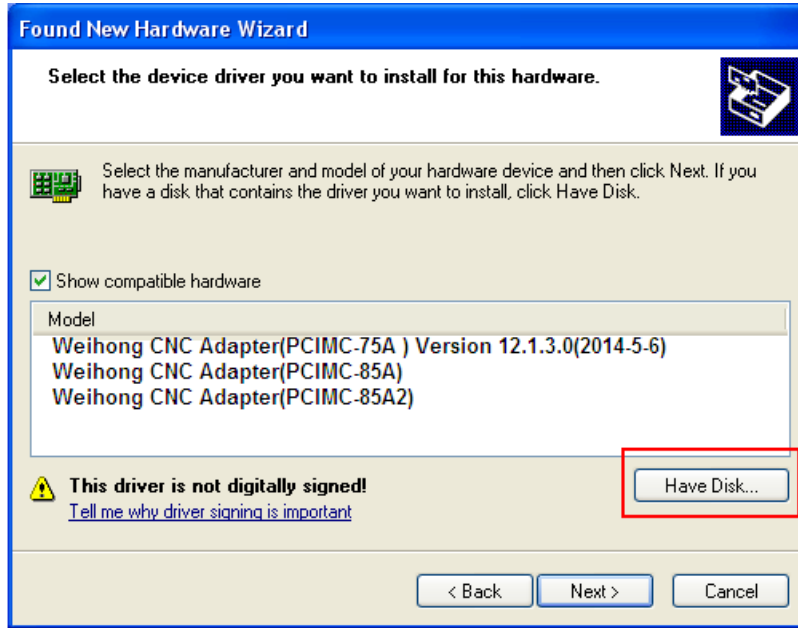 Found New Hardware Wizard
Select the device driver you want to install for this hardware.
Select the manufacturer and model of your hardware device and then click Next. If you
have a disk that contains the driver you want to install, click Have Disk.
Show compatible hardware
Model
Weihong CNC Adapter(PCIMC-75A ) Version 12.1.3.0(2014-5-6)
Weihong CNC Adapter(PCIMC-85A)
Weihong CNC Adapter(PCIMC-85A2)
This driver is not digitally signed!
Have Disk...
Tell me why driver signing is important
< Back
Next >
Cancel